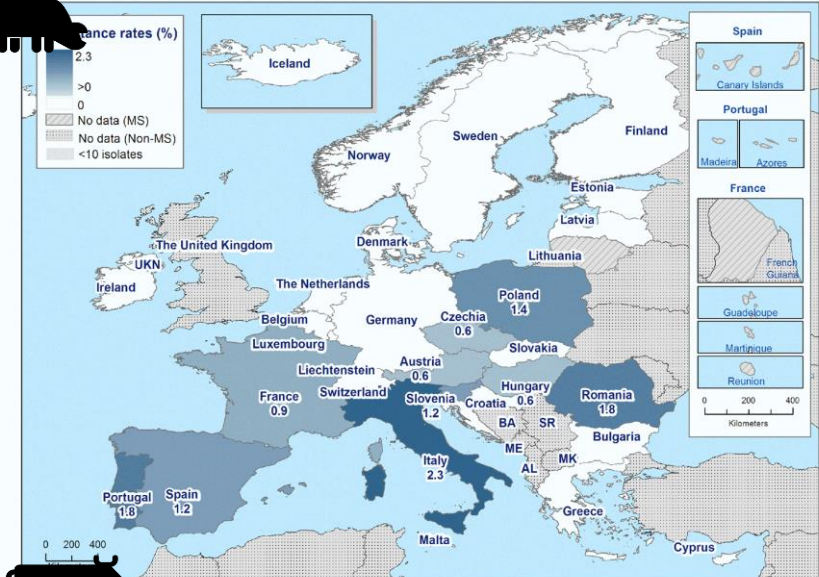 rates (%)
2.3
>0
0
No data (MS)
No data (Non-MS)
<10 isolates
Iceland
Norway
Sweden
Finland
Estonia
Latvia
Lithuania
Denmark
The United Kingdom
UKN
Ireland
The Netherlands
Belgium
Luxembourg
Germany
Poland
1.4
Czechia
0.6
Slovakia
Austria
0.6
Liechtenstein
Switzerland
France
0.9
Hungary
0.6
Slovenia
1.2
Croatia
Romania
1.8
BA
SR
Bulgaria
ME
MK
AL
Italy
2.3
Portugal
1.8
Spain
1.2
Greece
Malta
Cyprus
0 200 400
Spain
Canary Islands
Portugal
Madeira
Azores
France
French
Guiana
Guadeloupe
Martinique
Reunion
0 200 400
Kilometers